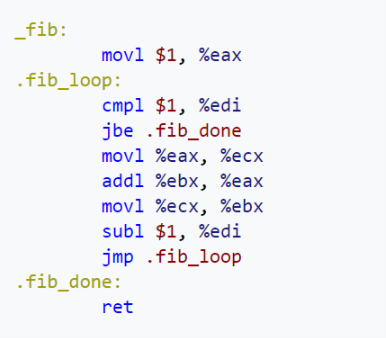 _fib:
movl $1, %eax
.fib_loop:
cmpl $1, %edi
jbe .fib_done
movl %eax, %ecx
addl %ebx, %eax
movl %ecx, %ebx
subl $1, %edi
jmp .fib_loop
.fib_done:
ret